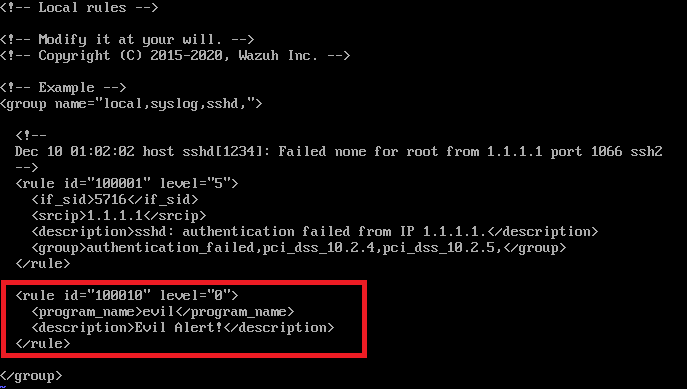 <!-- Local rules -->
<!-- Modify it at your will. -->
<!-- Copyright (C) 2015-2020, Wazuh Inc. -->
<!-- Example -->
<group name="local,syslog,sshd,">
<!--
Dec 10 01:02:02 host sshd[1234]: Failed none for root from 1.1.1.1 port 1066 ssh2
-->
<rule id="100001" level="5">
<if_sid>5716</if_sid>
<srcip>1.1.1.1</srcip>
<description>sshd: authentication failed from IP 1.1.1.1.</description>
<group>authentication_failed,pci_dss_10.2.4,pci_dss_10.2.5,</group>
</rule>
<rule id="100010" level="0">
<program_name>evil</program_name>
<description>Evil Alert!</description>
</rule>
</group>
~